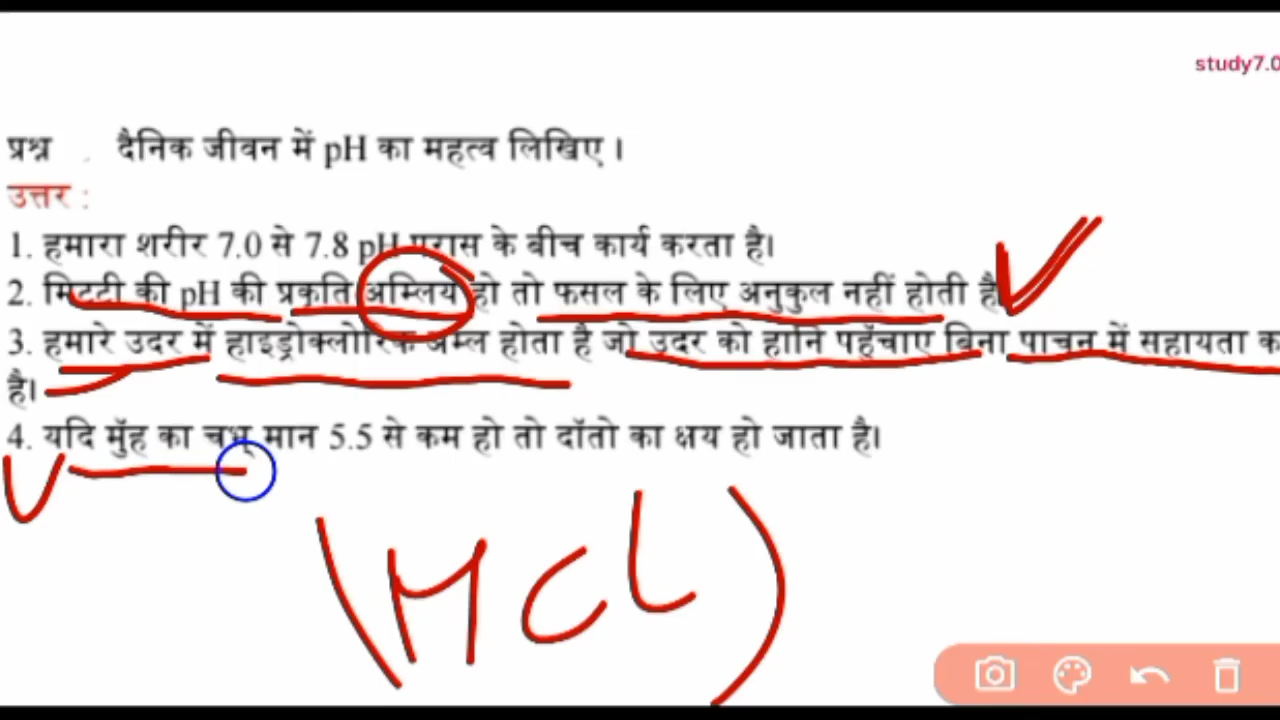 study7.0
प्रश्न . दैनिक जीवन में pH का महत्व लिखिए ।
उत्तर :
1. हमारा शरीर 7.0 से 7.8 pH परास के बीच कार्य करता है।
2. मिटटी की pH की प्रकृति अम्लिय हो तो फसल के लिए अनुकुल नहीं होती है
3. हमारे उदर में हाइड्रोक्लोरिक अम्ल होता है जो उदर को हानि पहुँचाए बिना पाचन में सहायता क
है।
4. यदि मुँह का चभ् मान 5.5 से कम हो तो दाँतो का क्षय हो जाता है।
(HCl)